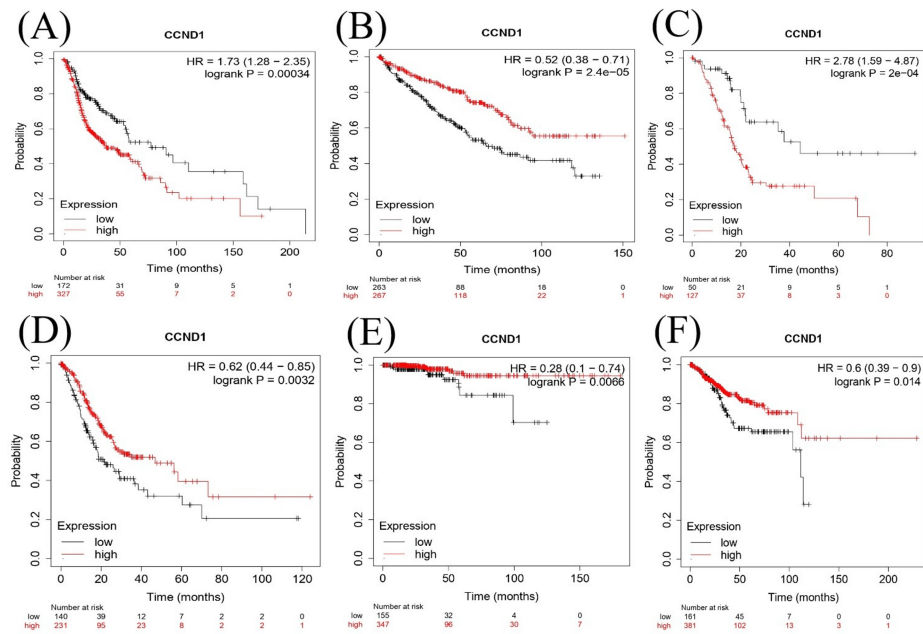 (A)
CCND1
HR = 1.73 (1.28 − 2.35)
logrank P = 0.00034
Probability
1.0
0.8
0.6
0.4
0.2
0.0
Expression
low
high
0 50 100 150 200
Time (months)
Number at risk
low 172 31 9 5 1
high 327 55 7 2 0
(B)
CCND1
HR = 0.52 (0.38 − 0.71)
logrank P = 2.4e−05
Probability
1.0
0.8
0.6
0.4
0.2
0.0
Expression
low
high
0 50 100 150
Time (months)
Number at risk
low 263 88 18 0
high 267 118 22 1
(C)
CCND1
HR = 2.78 (1.59 − 4.87)
logrank P = 2e−04
Probability
1.0
0.8
0.6
0.4
0.2
0.0
Expression
low
high
0 20 40 60 80
Time (months)
Number at risk
low 50 21 9 5 1
high 127 37 8 3 0
(D)
CCND1
HR = 0.62 (0.44 − 0.85)
logrank P = 0.0032
Probability
1.0
0.8
0.6
0.4
0.2
0.0
Expression
low
high
0 20 40 60 80 100 120
Time (months)
Number at risk
low 140 39 12 7 2 2 0
high 231 95 23 8 2 2 1
(E)
CCND1
HR = 0.28 (0.1 − 0.74)
logrank P = 0.0066
Probability
1.0
0.8
0.6
0.4
0.2
0.0
Expression
low
high
0 50 100 150
Time (months)
Number at risk
low 155 32 4 0
high 347 96 30 7
(F)
CCND1
HR = 0.6 (0.39 − 0.9)
logrank P = 0.014
Probability
1.0
0.8
0.6
0.4
0.2
0.0
Expression
low
high
0 50 100 150 200
Time (months)
Number at risk
low 161 45 7 0 0
high 381 102 13 3 1